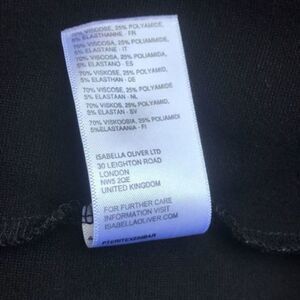 70% VISCOSE, 25% POLYAMIDE,
5% ELASTHANNE - FR
70% VISCOSA, 25% POLIAMMIDE,
5% ELASTANE - IT
70% VISCOSA, 25% POLIAMIDA,
5% ELASTANO - ES
70% VISKOSE, 25% POLYAMID,
5% ELASTHAN - DE
70% VISCOSE, 25% POLYAMIDE
5% ELASTAAN - NL
70% VISKOS, 25% POLYAMID,
5% ELASTAN - SV
70% VISKOOSIA, 25% POLIAMIDI
5% ELASTAANIA - FI
ISABELLA OLIVER LTD
30 LEIGHTON ROAD
LONDON
NW5 2QE
UNITED KINGDOM
FOR FURTHER CARE
INFORMATION VISIT
ISABELLAOLIVER.COM